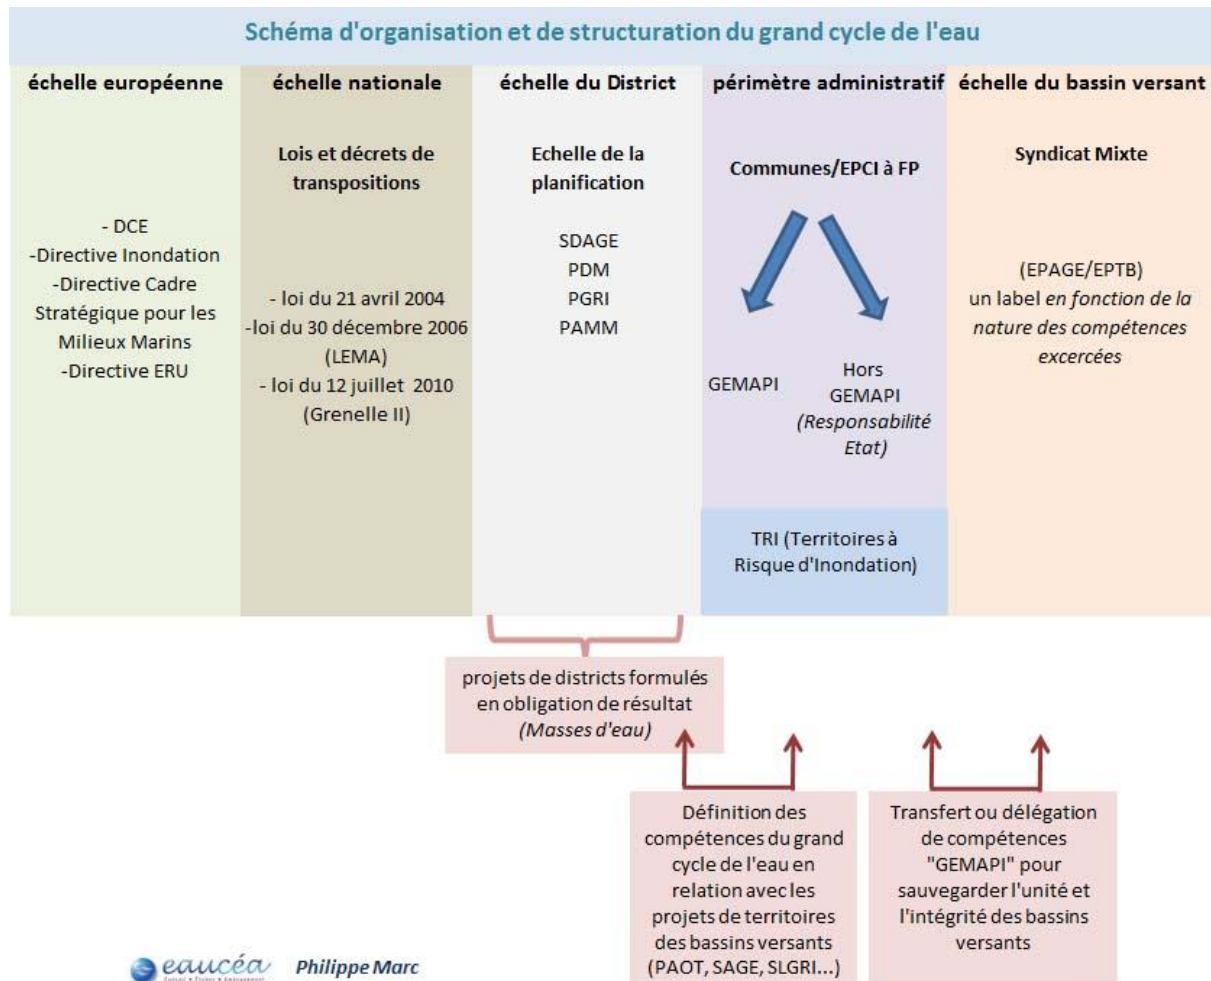 Schéma d'organisation et de structuration du grand cycle de l'eau
échelle européenne
- DCE
-Directive Inondation
-Directive Cadre
Stratégique pour les
Milieux Marins
-Directive ERU
échelle nationale
Lois et décrets de
transpositions
- loi du 21 avril 2004
-loi du 30 décembre 2006
(LEMA)
- loi du 12 juillet 2010
(Grenelle II)
échelle du District
Echelle de la
planification
SDAGE
PDM
PGRI
PAMM
périmètre administratif
Communes/EPCI à FP
GEMAPI
Hors
GEMAPI
(Responsabilité
Etat)
TRI (Territoires à
Risque d'Inondation)
échelle du bassin versant
Syndicat Mixte
(EPAGE/EPTB)
un label en fonction de la
nature des compétences
excercées
projets de districts formulés
en obligation de résultat
(Masses d'eau)
Définition des
compétences du grand
cycle de l'eau en
relation avec les
projets de territoires
des bassins versants
(PAOT, SAGE, SLGRI...)
Transfert ou délégation
de compétences
"GEMAPI" pour
sauvegarder l'unité et
l'intégrité des bassins
versants
eaucéa
Philippe Marc